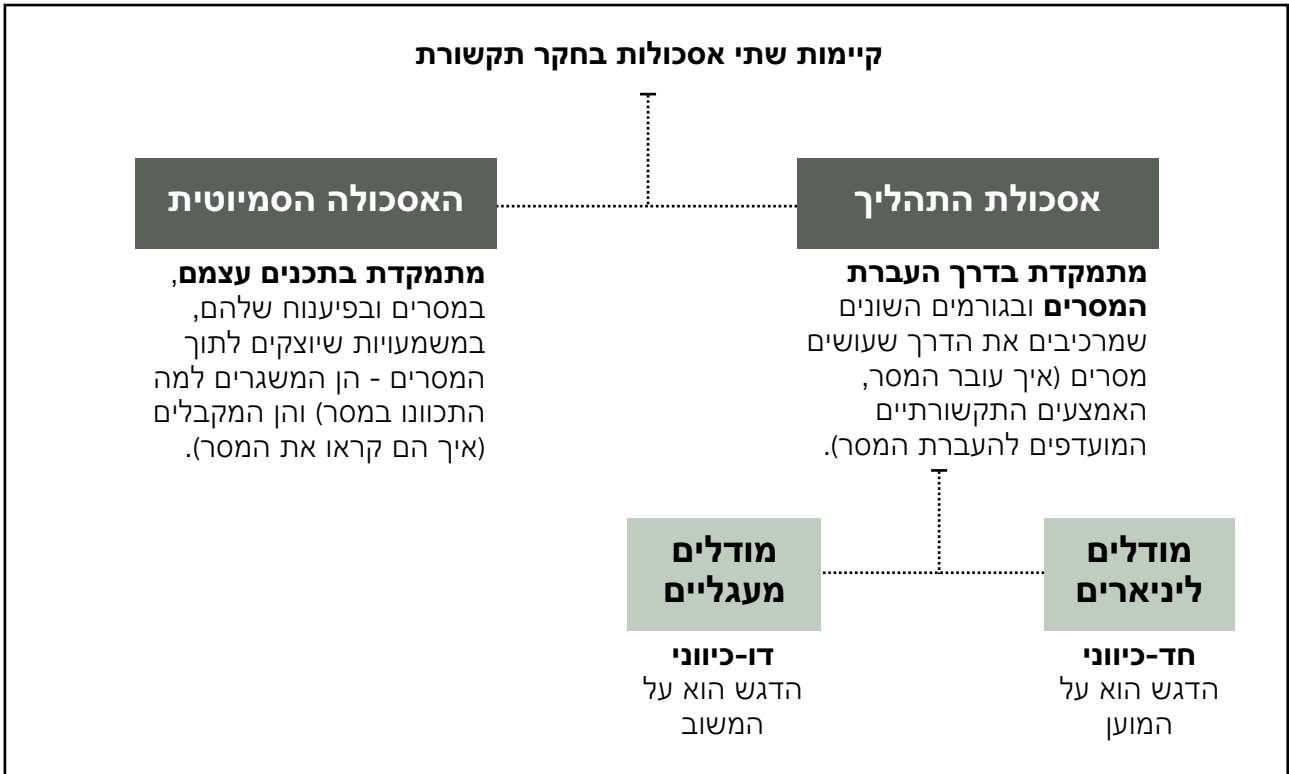 קיימות שתי אסכולות בחקר תקשורת
אסכולת התהליך
מתמקדת בדרך העברת
המסרים ובגורמים השונים
שמרכיבים את הדרך שעושים
מסרים (איך עובר המסר,
האמצעים התקשורתיים
המועדפים להעברת המסר).
האסכולה הסמיוטית
מתמקדת בתכנים עצמם,
במסרים ובפיענוח שלהם,
במשמעויות שיוצקים לתוך
המסרים - הן המשגרים למה
התכוונו במסר) והן המקבלים
(איך הם קראו את המסר).
מודלים
ליניארים
חד-כיווני
הדגש הוא על
המוען
מודלים
מעגליים
דו-כיווני
הדגש הוא על
המשוב